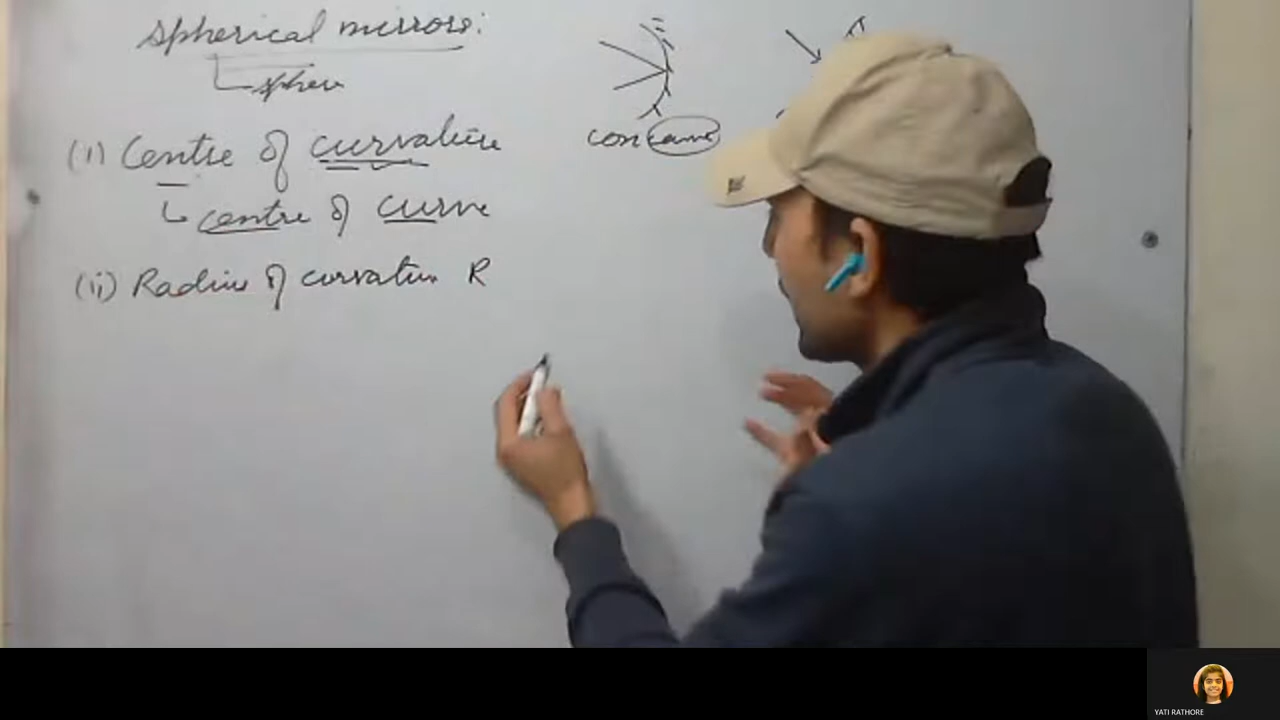 spherical mirrors:
sphere
concave
(i) Centre of curvature
centre of curve
(ii) Radius of curvature R
YATI RATHORE